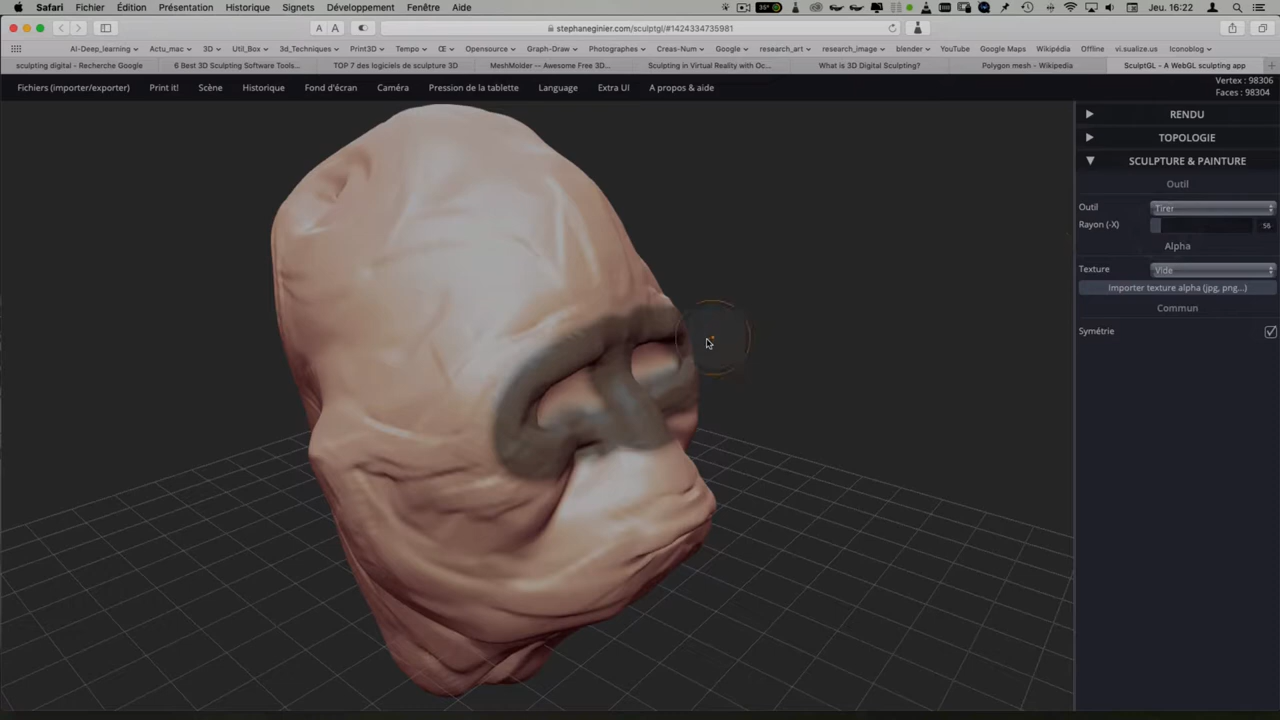 Safari Fichier Édition Présentation Historique Signets Développement Fenêtre Aide 35° Jeu. 16:22
A A stephaneginier.com/sculptgl/#1424334735981
AI-Deep_learning Actu_mac 3D Util_Box 3d_Techniques Print3D Tempo Œ Opensource Graph-Draw Photographes Creas-Num Google research_art research_image blender YouTube Google Maps Wikipédia Offline vi.sualize.us Iconoblog
sculpting digital - Recherche Google 6 Best 3D Sculpting Software Tools... TOP 7 des logiciels de sculpture 3D MeshMolder -- Awesome Free 3D... Sculpting in Virtual Reality with Oc... What is 3D Digital Sculpting? Polygon mesh - Wikipedia SculptGL - A WebGL sculpting app
Fichiers (importer/exporter) Print it! Scène Historique Fond d'écran Caméra Pression de la tablette Language Extra UI A propos & aide
Vertex : 98306
Faces : 98304
RENDU
TOPOLOGIE
SCULPTURE & PAINTURE
Outil
Outil Tirer
Rayon (-X) 56
Alpha
Texture Vide
Importer texture alpha (jpg, png...)
Commun
Symétrie